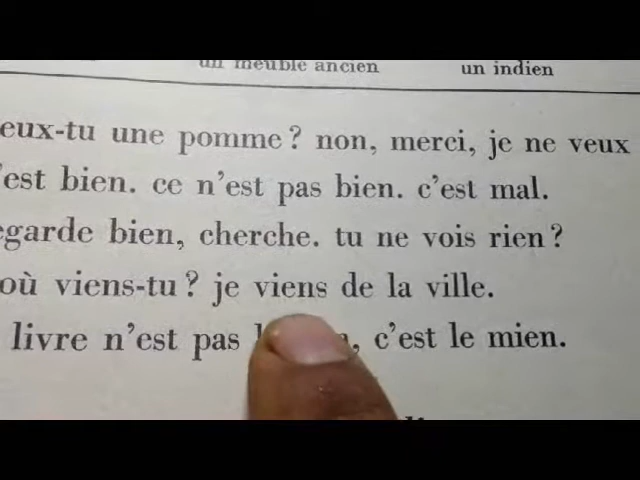 un meuble ancien un indien
eux-tu une pomme? non, merci, je ne veux
'est bien. ce n'est pas bien. c'est mal.
egarde bien, cherche. tu ne vois rien?
où viens-tu? je viens de la ville.
livre n'est pas c'est le mien.